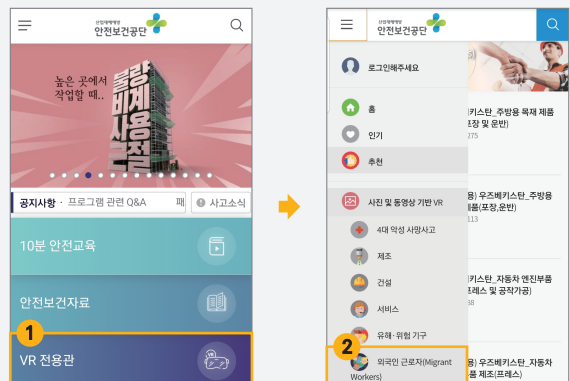 산업재해예방
안전보건공단
높은 곳에서
작업할 때..
불량
비계
사용
근절
공지사항 · 프로그램 관련 Q&A 패 사고소식
10분 안전교육
안전보건자료
1
VR 전용관
VR
산업재해예방
안전보건공단
로그인해주세요
홈
인기
추천
사진 및 동영상 기반 VR
4대 악성 사망사고
제조
건설
서비스
유해·위험 기구
2
외국인 근로자(Migrant
Workers)
키스탄_주방용 목재 제품
포장 및 운반)
275
용) 우즈베키스탄_주방용
제품(포장,운반)
113
키스탄_자동차 엔진부품
프레스 및 공작가공)
38
용) 우즈베키스탄_자동차
품 제조(프레스)